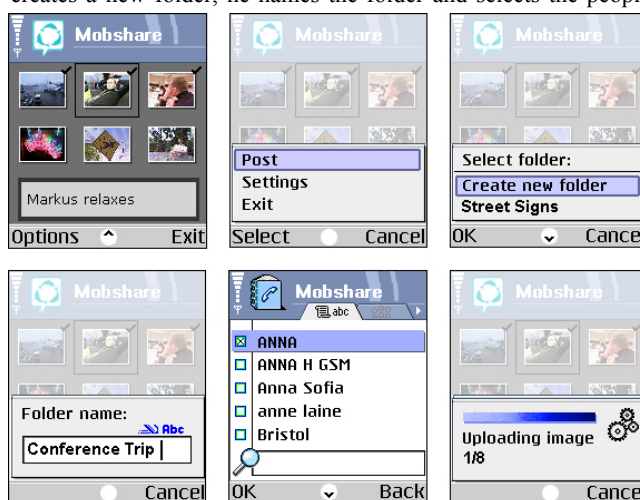 creates a new folder, he names the folder and selects the peopl
Mobshare
Markus relaxes
Options Exit
Mobshare
Post
Settings
Exit
Select Cancel
Mobshare
Select folder:
Create new folder
Street Signs
OK Cance
Mobshare
Folder name:
Abc
Conference Trip
Cancel
Mobshare
abc
ANNA
ANNA H GSM
Anna Sofia
anne laine
Bristol
OK Back
Mobshare
Uploading image
1/8
Cance